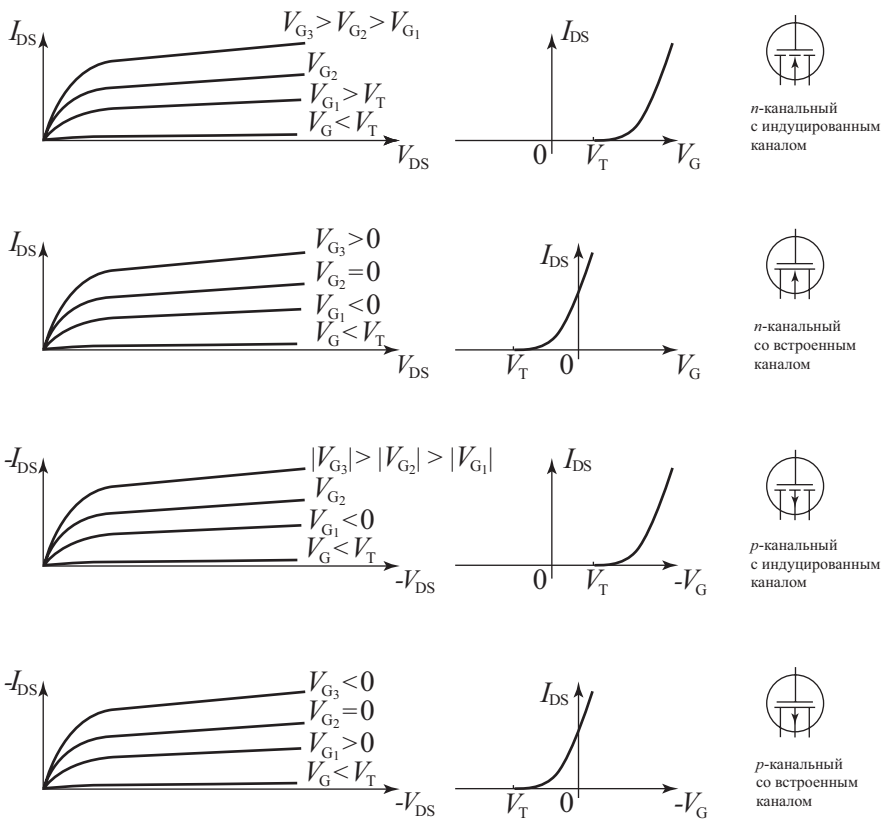 I_DS
V_G3 > V_G2 > V_G1
V_G2
V_G1 > V_T
V_G < V_T
V_DS
I_DS
0
V_T
V_G
n-канальный
с индуцированным
каналом
I_DS
V_G3 > 0
V_G2 = 0
V_G1 < 0
V_G < V_T
V_DS
I_DS
V_T
0
V_G
n-канальный
со встроенным
каналом
-I_DS
|V_G3| > |V_G2| > |V_G1|
V_G2
V_G1 < 0
V_G < V_T
-V_DS
I_DS
0
V_T
-V_G
p-канальный
с индуцированным
каналом
-I_DS
V_G3 < 0
V_G2 = 0
V_G1 > 0
V_G < V_T
-V_DS
I_DS
V_T
0
-V_G
p-канальный
со встроенным
каналом